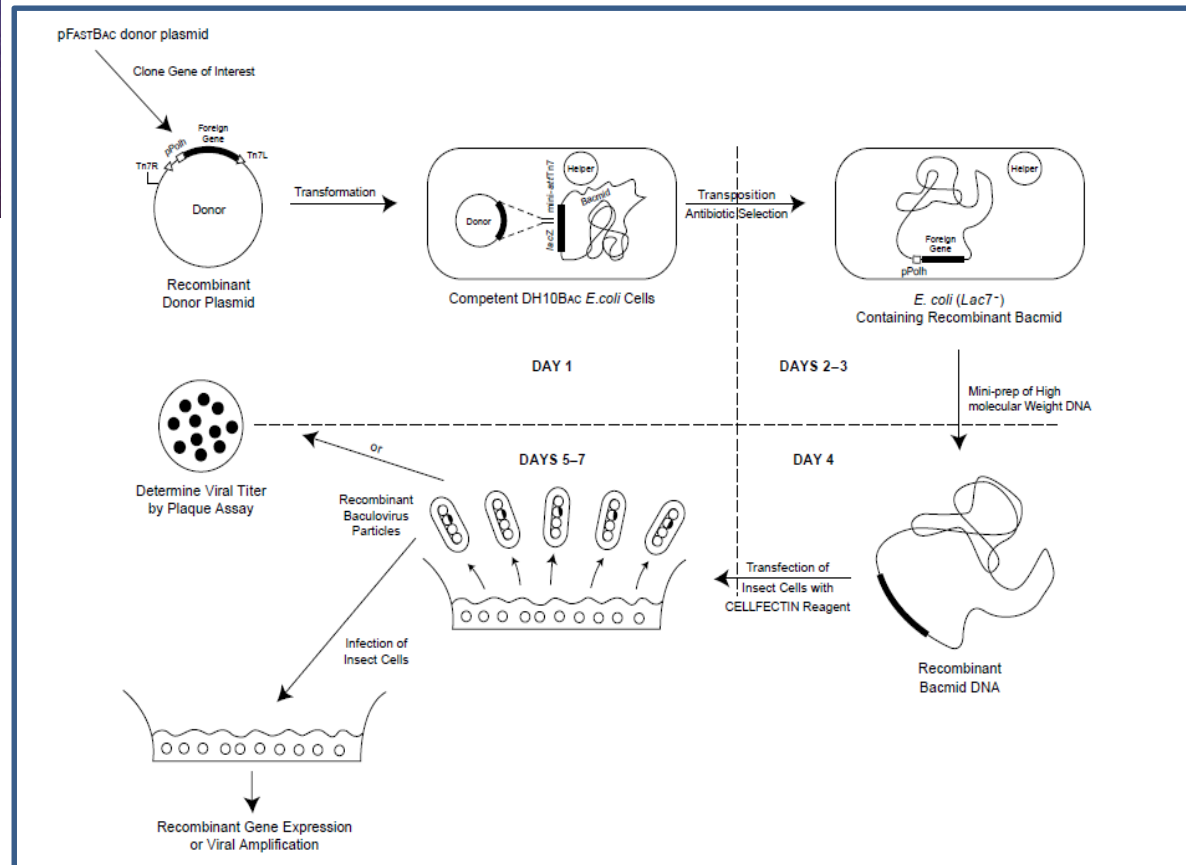 pFASTBAC donor plasmid
Clone Gene of Interest
Foreign
Gene
pPolh
Tn7R
Tn7L
Donor
Recombinant
Donor Plasmid
Transformation
Helper
mini-attTn7
Bacmid
Donor
lacZ
Competent DH10BAC E.coli Cells
Transposition
Antibiotic Selection
Helper
Foreign
Gene
pPolh
E. coli (Lac7-)
Containing Recombinant Bacmid
DAY 1
DAYS 2–3
Mini-prep of High
molecular Weight DNA
or
DAYS 5–7
DAY 4
Determine Viral Titer
by Plaque Assay
Recombinant
Baculovirus
Particles
Transfection of
Insect Cells with
CELLFECTIN Reagent
Infection of
Insect Cells
Recombinant
Bacmid DNA
Recombinant Gene Expression
or Viral Amplification